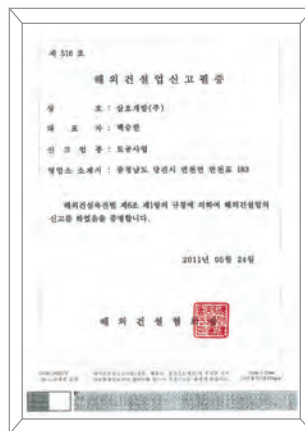 제 516 호
해 외 건 설 업 신 고 필 증
상 호 : 삼호개발(주)
대 표 자 : 백승한
신 고 업 종 : 토공사업
영업소 소재지 : 충청남도 당진시 면천면 면천로 183
해외건설촉진법 제6조 제1항의 규정에 의하여 해외건설업의
신고를 하였음을 증명합니다.
2011년 05월 24일
해 외 건 설 협 회